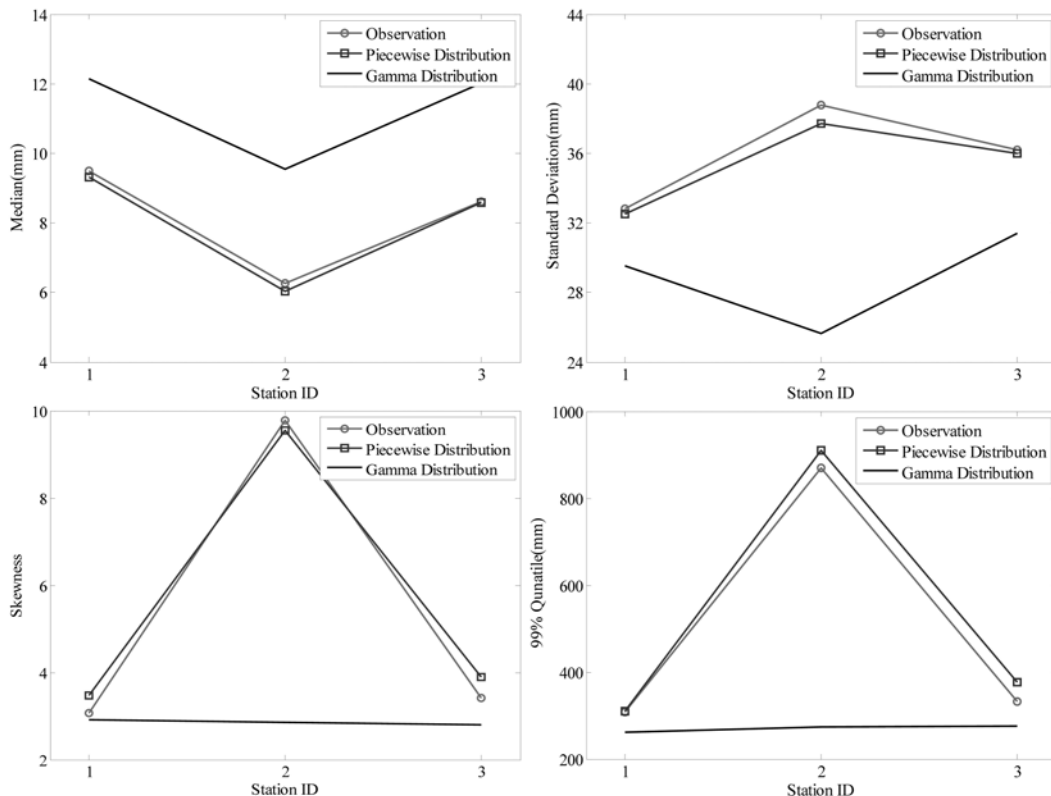 14
12
10
8
6
4
Median(mm)
1
2
3
Station ID
Observation
Piecewise Distribution
Gamma Distribution
44
40
36
32
28
24
Standard Deviation(mm)
1
2
3
Station ID
Observation
Piecewise Distribution
Gamma Distribution
10
8
6
4
2
Skewness
1
2
3
Station ID
Observation
Piecewise Distribution
Gamma Distribution
1000
800
600
400
200
99% Qunatile(mm)
1
2
3
Station ID
Observation
Piecewise Distribution
Gamma Distribution